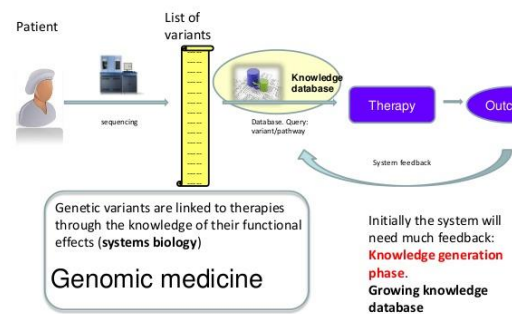 Patient
List of
variants
Knowledge
database
sequencing
Database. Query:
variant/pathway
Therapy
System feedback
Genetic variants are linked to therapies
through the knowledge of their functional
effects (systems biology)
Genomic medicine
Initially the system will
need much feedback:
Knowledge generation
phase.
Growing knowledge
database